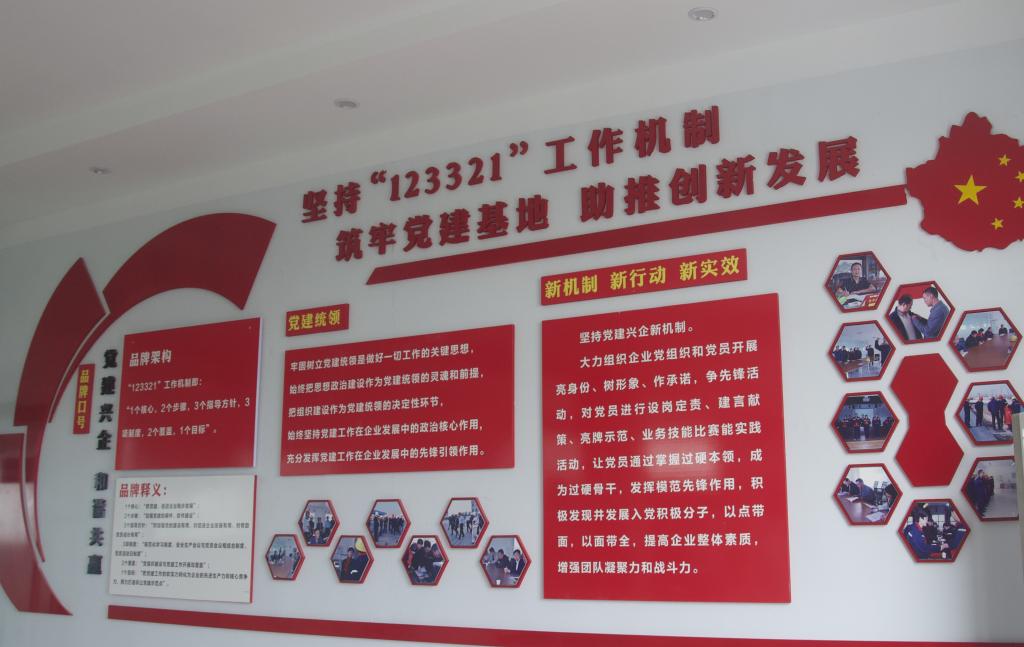 坚持“123321”工作机制
筑牢党建基地 助推创新发展
品牌口号
党建兴企 和谐共赢
品牌架构
“123321”工作机制即：
“1个核心，2个步骤，3个指导方针，3
项制度，2个覆盖，1个目标”。
品牌释义：
党建统领
牢固树立党建统领是做好一切工作的关键思想，
始终把思想政治建设作为党建统领的灵魂和前提，
把组织建设作为党建统领的决定性环节，
始终坚持党建工作在企业发展中的政治核心作用，
充分发挥党建工作在企业发展中的先锋引领作用。
新机制 新行动 新实效
坚持党建兴企新机制。
大力组织企业党组织和党员开展
亮身份、树形象、作承诺，争先锋活
动，对党员进行设岗定责、建言献
策、亮牌示范、业务技能比赛能实践
活动，让党员通过掌握过硬本领，成
为过硬骨干，发挥模范先锋作用，积
极发现并发展入党积极分子，以点带
面，以面带全，提高企业整体素质，
增强团队凝聚力和战斗力。